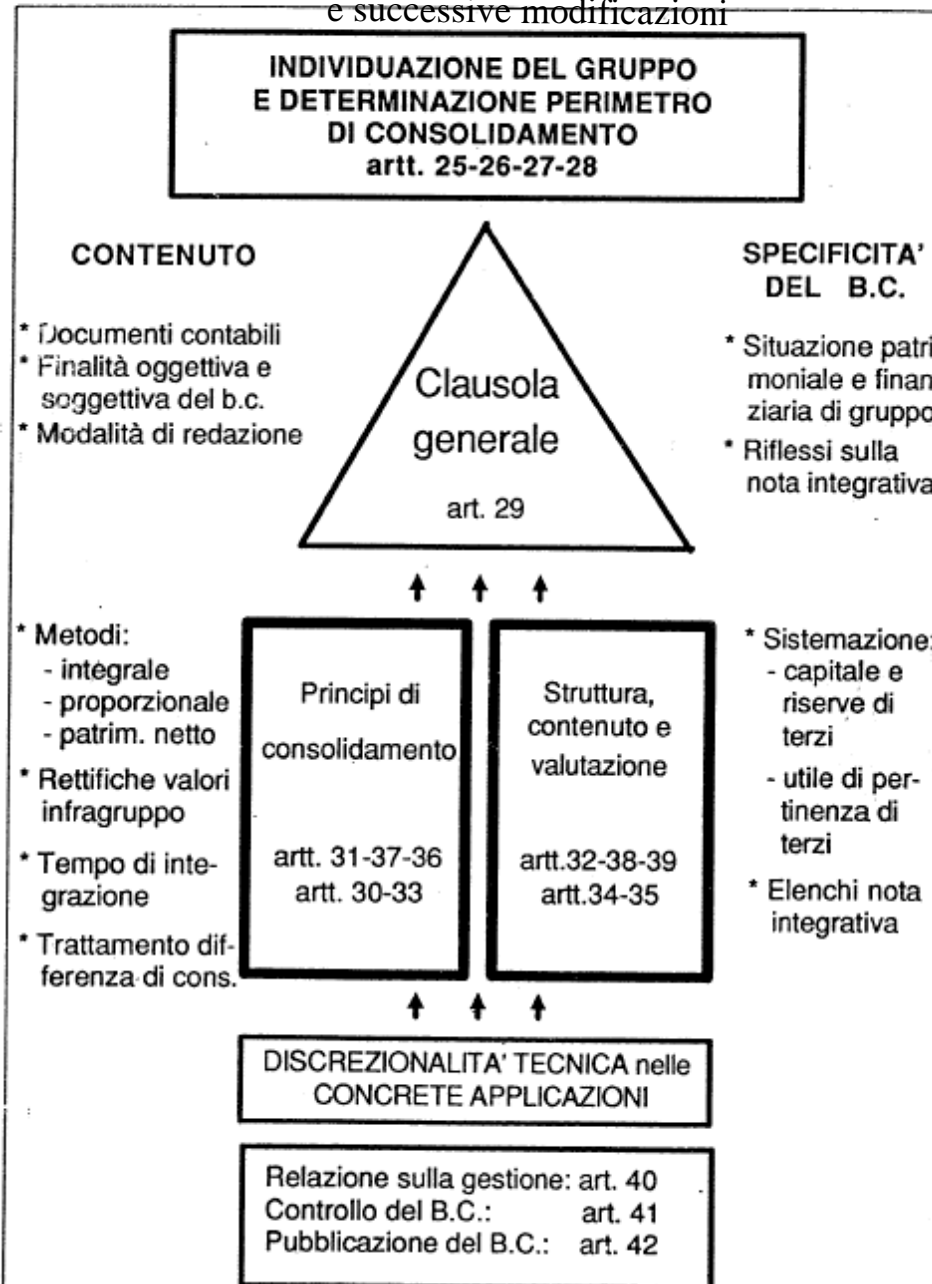 e successive modificazioni
INDIVIDUAZIONE DEL GRUPPO
E DETERMINAZIONE PERIMETRO
DI CONSOLIDAMENTO
artt. 25-26-27-28
CONTENUTO
* Documenti contabili
* Finalità oggettiva e
soggettiva del b.c.
* Modalità di redazione
Clausola
generale
art. 29
SPECIFICITA'
DEL B.C.
* Situazione patri
moniale e finan
ziaria di gruppo
* Riflessi sulla
nota integrativa
* Metodi:
- integrale
- proporzionale
- patrim. netto
* Rettifiche valori
infragruppo
* Tempo di inte-
grazione
* Trattamento dif-
ferenza di cons.
Principi di
consolidamento
artt. 31-37-36
artt. 30-33
Struttura,
contenuto e
valutazione
artt.32-38-39
artt.34-35
* Sistemazione:
- capitale e
riserve di
terzi
- utile di per-
tinenza di
terzi
* Elenchi nota
integrativa
DISCREZIONALITA' TECNICA nelle
CONCRETE APPLICAZIONI
Relazione sulla gestione: art. 40
Controllo del B.C.: art. 41
Pubblicazione del B.C.: art. 42